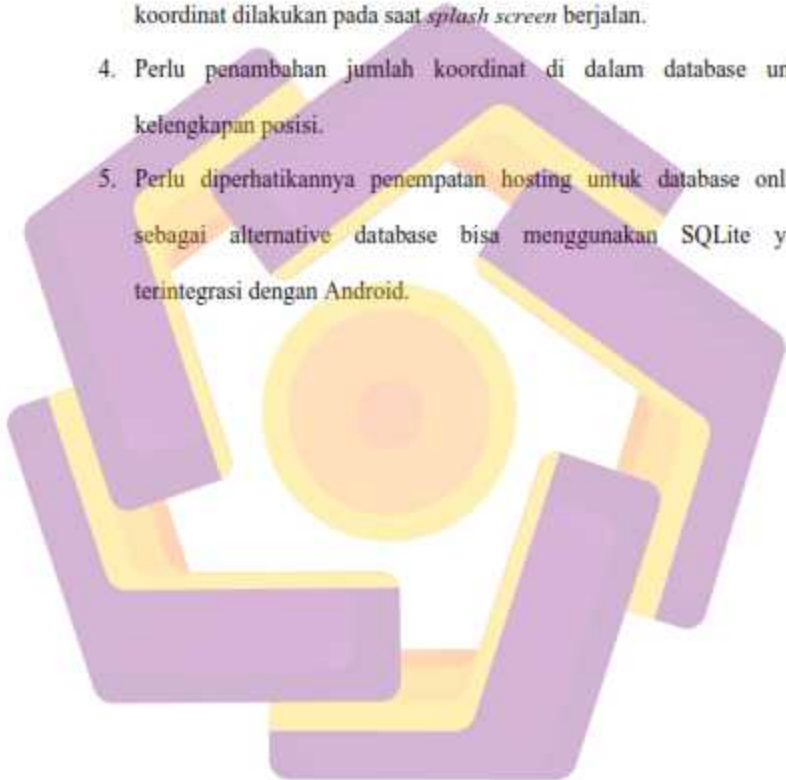 koordinat dilakukan pada saat splash screen berjalan.
4. Perlu penambahan jumlah koordinat di dalam database un
kelengkapan posisi.
5. Perlu diperhatikannya penempatan hosting untuk database onl
sebagai alternative database bisa menggunakan SQLite y
terintegrasi dengan Android.